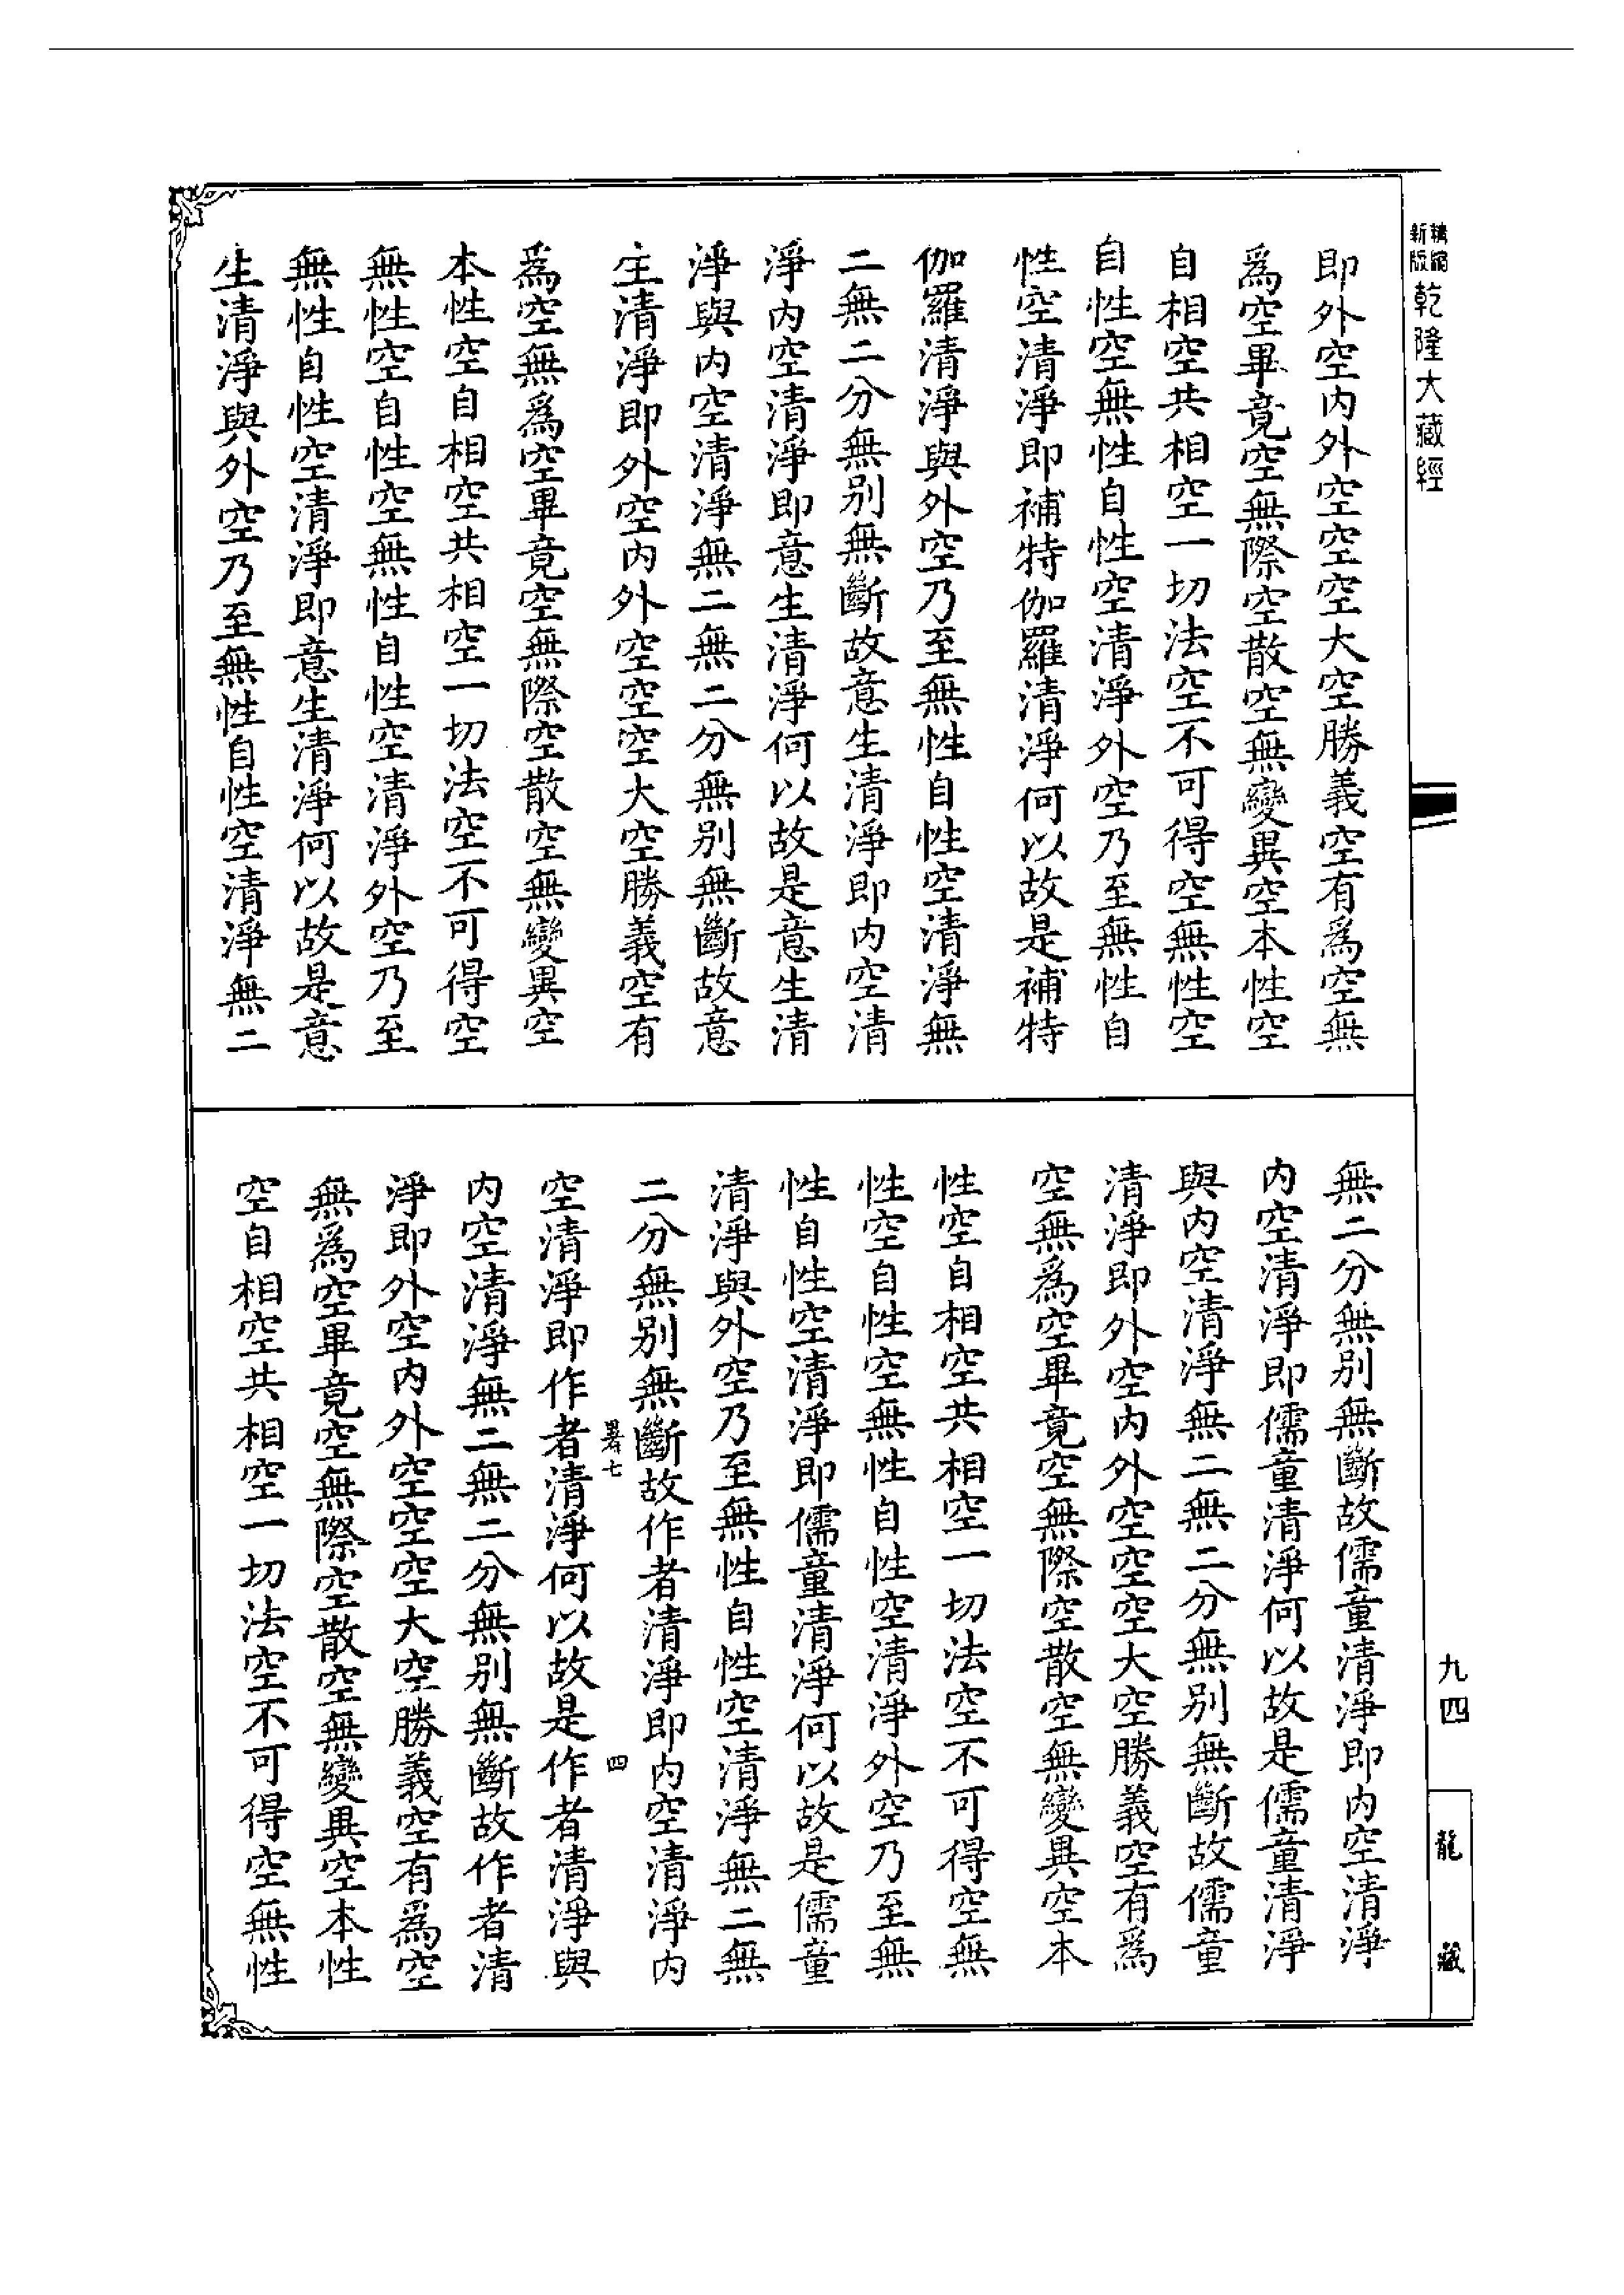 新精
版縮
乾隆大藏經
即外空內外空空空大空勝義空有為空無
為空畢竟空無際空散空無變異空本性空
自相空共相空一切法空不可得空無性空
自性空無性自性空清淨外空乃至無性自
性空清淨即補特伽羅清淨何以故是補特
伽羅清淨與外空乃至無性自性空清淨無
二無二分無別無斷故意生清淨即內空清
淨內空清淨即意生清淨何以故是意生清
淨與內空清淨無二無二分無別無斷故意
生清淨即外空內外空空空大空勝義空有
為空無為空畢竟空無際空散空無變異空
本性空自相空共相空一切法空不可得空
無性空自性空無性自性空清淨外空乃至
無性自性空清淨即意生清淨何以故是意
生清淨與外空乃至無性自性空清淨無二
無二分無別無斷故儒童清淨即內空清淨
內空清淨即儒童清淨何以故是儒童清淨
與內空清淨無二無二分無別無斷故儒童
清淨即外空內外空空空大空勝義空有為
空無為空畢竟空無際空散空無變異空本
性空自相空共相空一切法空不可得空無
性空自性空無性自性空清淨外空乃至無
性自性空清淨即儒童清淨何以故是儒童
清淨與外空乃至無性自性空清淨無二無
二分無別無斷故作者清淨即內空清淨內
暑七 四
空清淨即作者清淨何以故是作者清淨與
內空清淨無二無二分無別無斷故作者清
淨即外空內外空空空大空勝義空有為空
無為空畢竟空無際空散空無變異空本性
空自相空共相空一切法空不可得空無性
九四
龍藏